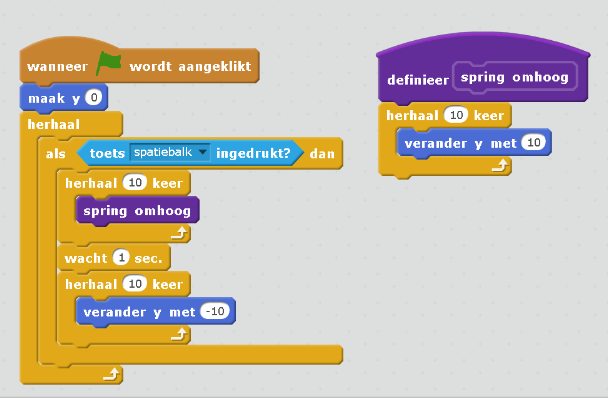 wanneer wordt aangeklikt
maak y 0
herhaal
als toets spatiebalk ingedrukt? dan
herhaal 10 keer
spring omhoog
wacht 1 sec.
herhaal 10 keer
verander y met -10
definieer spring omhoog
herhaal 10 keer
verander y met 10